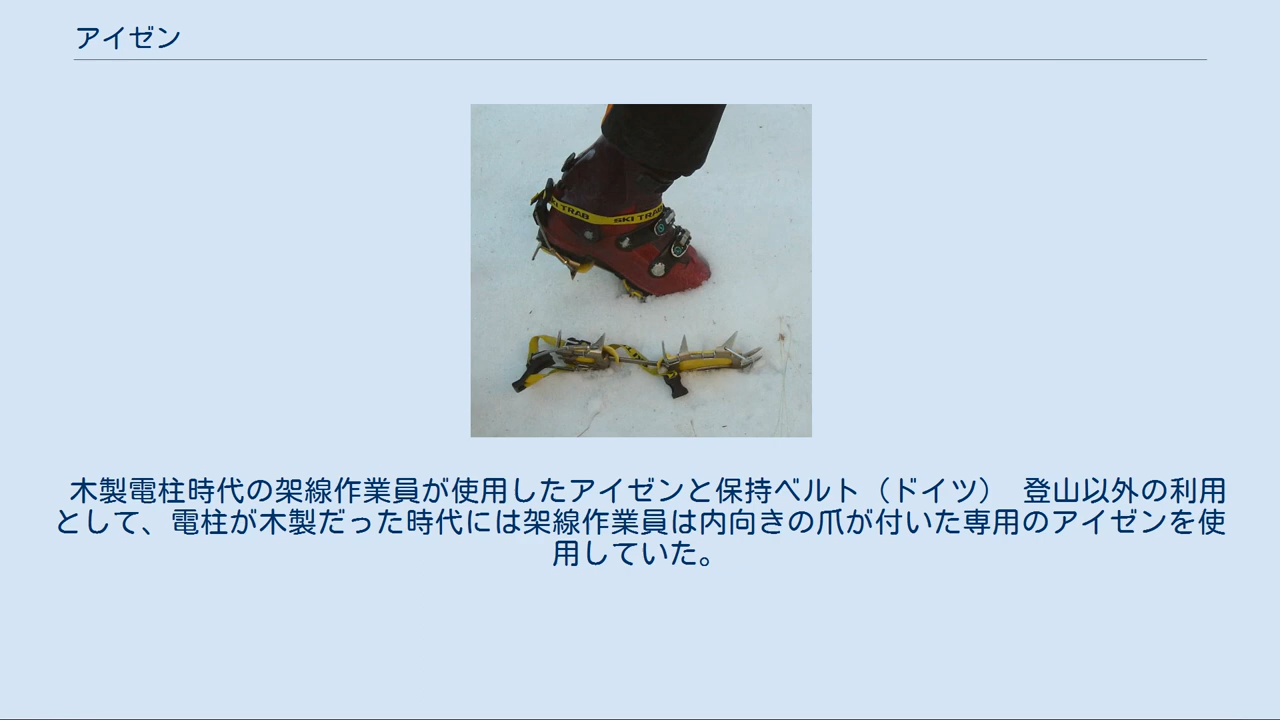 アイゼン
SKI TRAB
木製電柱時代の架線作業員が使用したアイゼンと保持ベルト（ドイツ）　登山以外の利用
として、電柱が木製だった時代には架線作業員は内向きの爪が付いた専用のアイゼンを使
用していた。